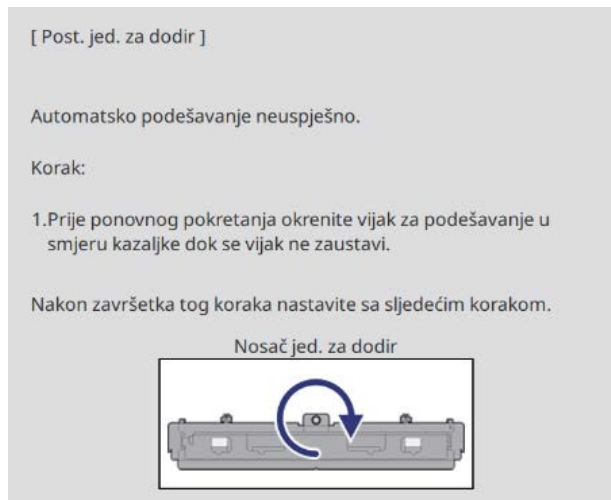 [ Post. jed. za dodir ]
Automatsko podešavanje neuspješno.
Korak:
1.Prije ponovnog pokretanja okrenite vijak za podešavanje u
smjeru kazaljke dok se vijak ne zaustavi.
Nakon završetka tog koraka nastavite sa sljedećim korakom.
Nosač jed. za dodir